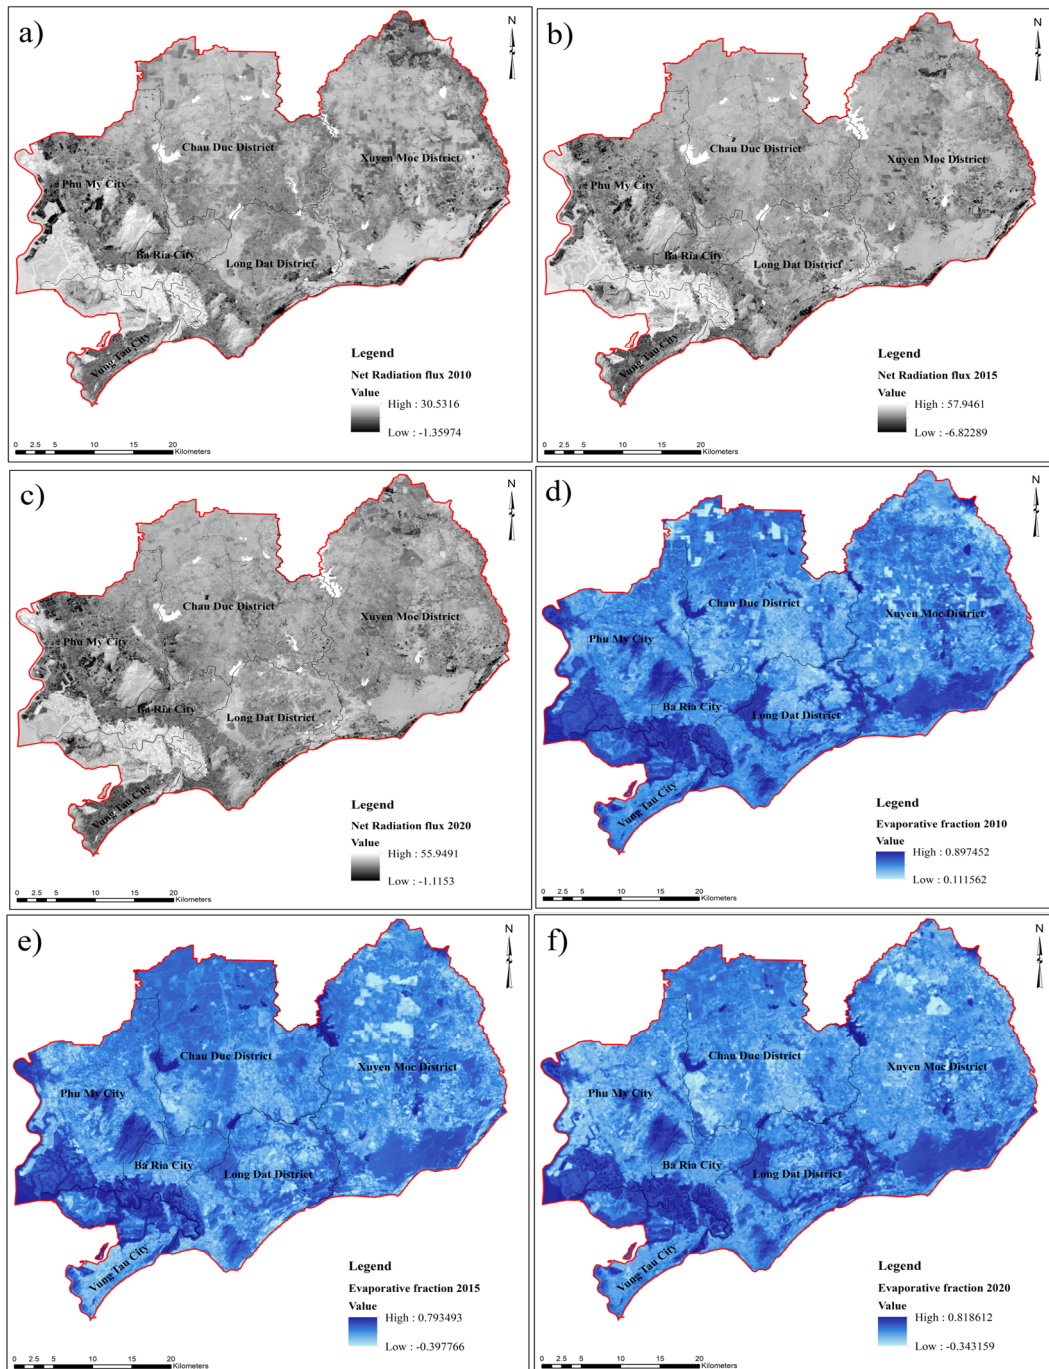 a)
N
Chau Duc District
Xuyen Moc District
Phu My City
Ba Ria City
Long Dat District
Vung Tau City
Legend
Net Radiation flux 2010
Value
High : 30.5316
Low : -1.35974
0 2.5 5 10 15 20
Kilometers
b)
N
Chau Duc District
Xuyen Moc District
Phu My City
Ba Ria City
Long Dat District
Vung Tau City
Legend
Net Radiation flux 2015
Value
High : 57.9461
Low : -6.82289
0 2.5 5 10 15 20
Kilometers
c)
N
Chau Duc District
Xuyen Moc District
Phu My City
Ba Ria City
Long Dat District
Vung Tau City
Legend
Net Radiation flux 2020
Value
High : 55.9491
Low : -1.1153
0 2.5 5 10 15 20
Kilometers
d)
N
Chau Duc District
Xuyen Moc District
Phu My City
Ba Ria City
Long Dat District
Vung Tau City
Legend
Evaporative fraction 2010
Value
High : 0.897452
Low : 0.111562
0 2.5 5 10 15 20
Kilometers
e)
N
Chau Duc District
Xuyen Moc District
Phu My City
Ba Ria City
Long Dat District
Vung Tau City
Legend
Evaporative fraction 2015
Value
High : 0.793493
Low : -0.397766
0 2.5 5 10 15 20
Kilometers
f)
N
Chau Duc District
Xuyen Moc District
Phu My City
Ba Ria City
Long Dat District
Vung Tau City
Legend
Evaporative fraction 2020
Value
High : 0.818612
Low : -0.343159
0 2.5 5 10 15 20
Kilometers